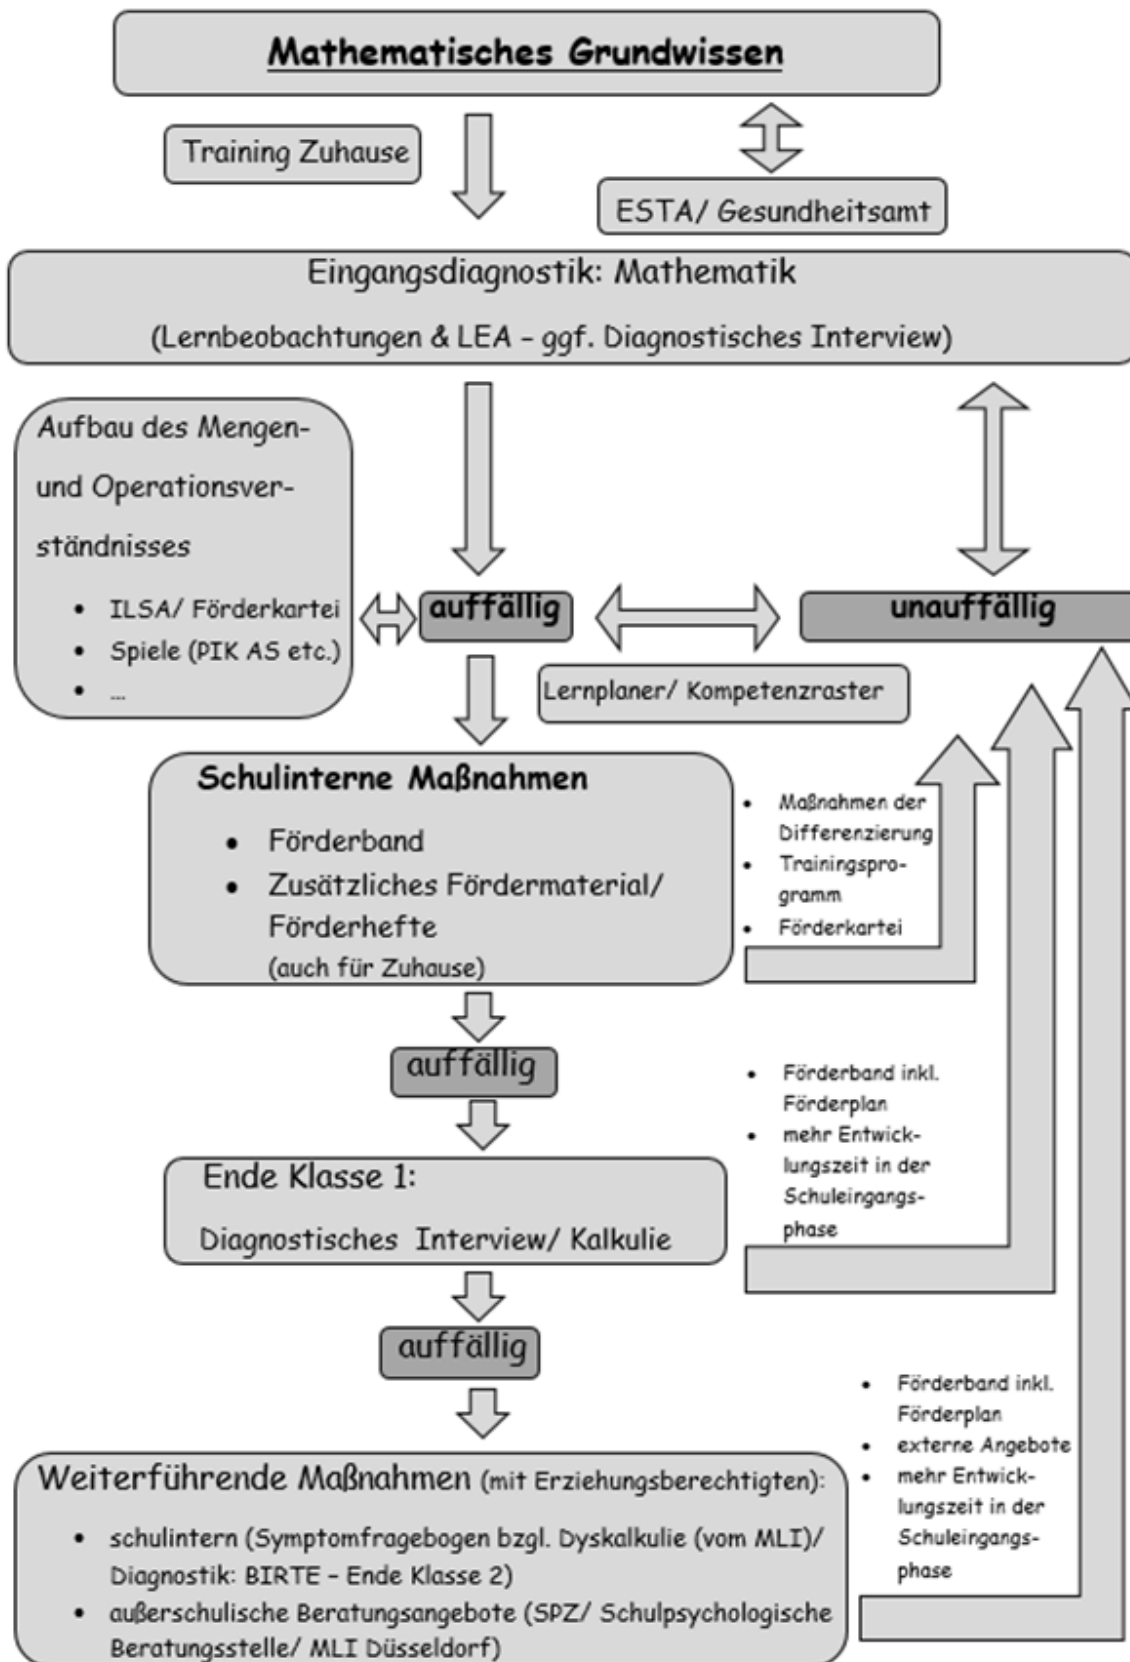 Mathematisches Grundwissen
Training Zuhause
ESTA/ Gesundheitsamt
Eingangsdiagnostik: Mathematik
(Lernbeobachtungen & LEA – ggf. Diagnostisches Interview)
Aufbau des Mengen-
und Operationsver-
ständnisses
• ILSA/ Förderkartei
• Spiele (PIK AS etc.)
• …
auffällig
unauffällig
Lernplaner/ Kompetenzraster
Schulinterne Maßnahmen
• Förderband
• Zusätzliches Fördermaterial/
Förderhefte
(auch für Zuhause)
• Maßnahmen der
Differenzierung
• Trainingspro-
gramm
• Förderkartei
auffällig
Ende Klasse 1:
Diagnostisches Interview/ Kalkulie
• Förderband inkl.
Förderplan
• mehr Entwick-
lungszeit in der
Schuleingangs-
phase
auffällig
Weiterführende Maßnahmen (mit Erziehungsberechtigten):
• schulintern (Symptomfragebogen bzgl. Dyskalkulie (vom MLI)/
Diagnostik: BIRTE – Ende Klasse 2)
• außerschulische Beratungsangebote (SPZ/ Schulpsychologische
Beratungsstelle/ MLI Düsseldorf)
• Förderband inkl.
Förderplan
• externe Angebote
• mehr Entwick-
lungszeit in der
Schuleingangs-
phase